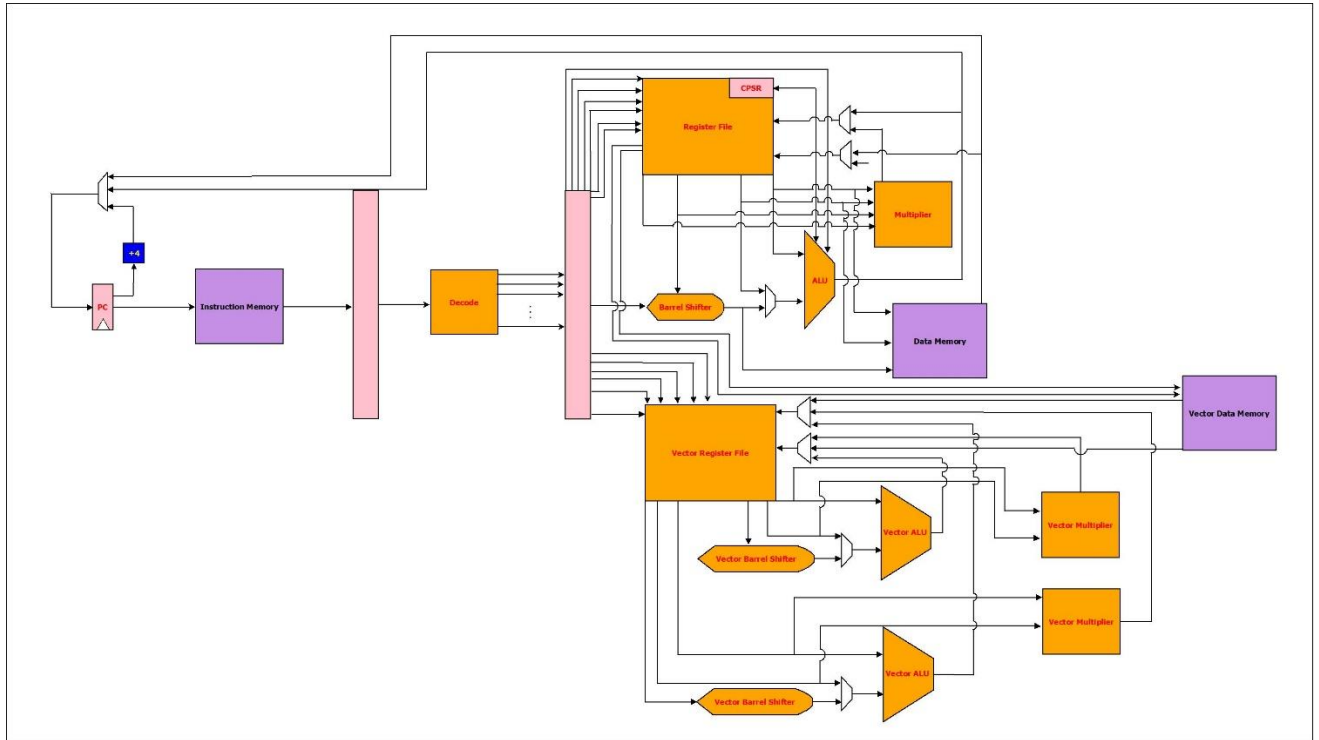 CPSR
Register File
Multiplier
+4
ALU
PC
Instruction Memory
Decode
Barrel Shifter
Data Memory
Vector Data Memory
Vector Register File
Vector ALU
Vector Multiplier
Vector Barrel Shifter
Vector Multiplier
Vector ALU
Vector Barrel Shifter